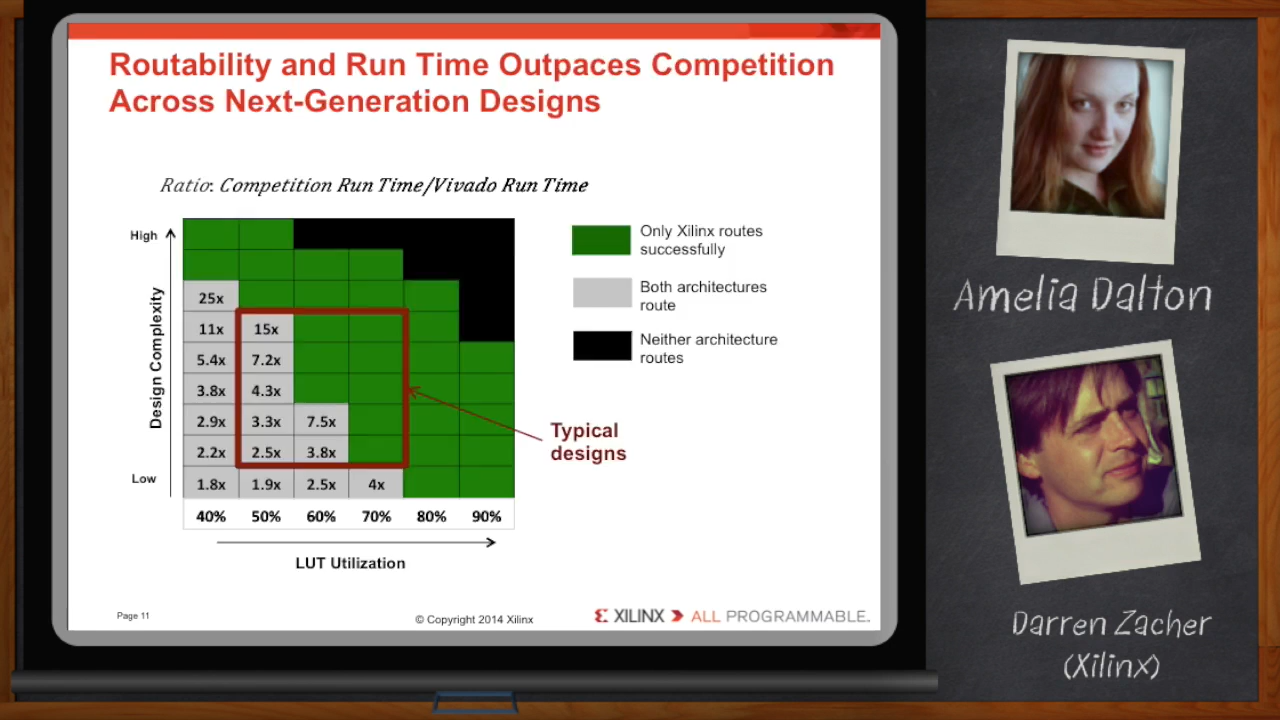 Routability and Run Time Outpaces Competition
Across Next-Generation Designs
Ratio: Competition Run Time/Vivado Run Time
High
Design Complexity
Low
25x
11x 15x
5.4x 7.2x
3.8x 4.3x
2.9x 3.3x 7.5x
2.2x 2.5x 3.8x
1.8x 1.9x 2.5x 4x
40% 50% 60% 70% 80% 90%
LUT Utilization
Only Xilinx routes
successfully
Both architectures
route
Neither architecture
routes
Typical
designs
Page 11
© Copyright 2014 Xilinx
XILINX ALL PROGRAMMABLE.
Amelia Dalton
Darren Zacher
(Xilinx)